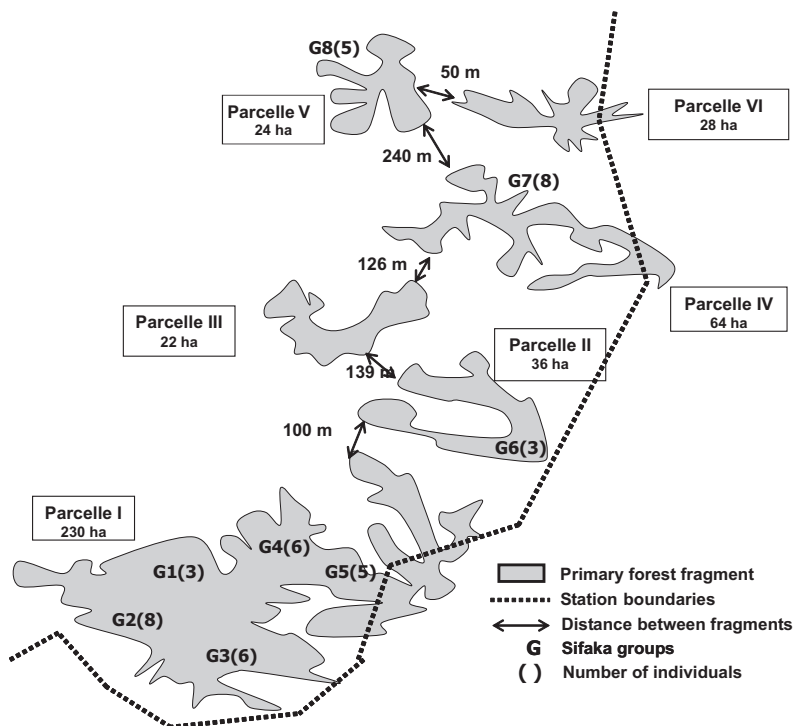 G8(5)
50 m
Parcelle V
24 ha
Parcelle VI
28 ha
240 m
G7(8)
126 m
Parcelle III
22 ha
Parcelle IV
64 ha
Parcelle II
36 ha
139 m
100 m
G6(3)
Parcelle I
230 ha
G4(6)
G1(3)
G5(5)
G2(8)
G3(6)
Primary forest fragment
Station boundaries
Distance between fragments
G Sifaka groups
( ) Number of individuals